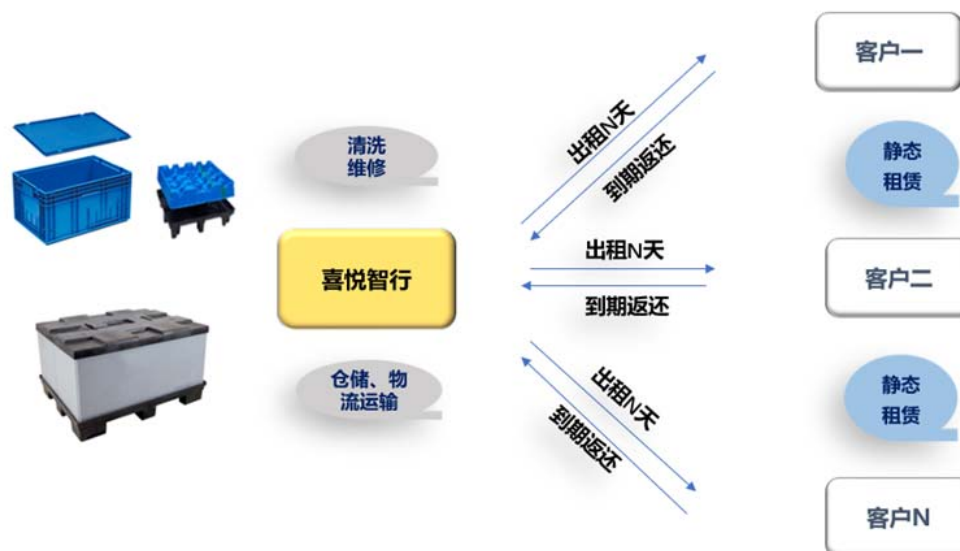 客户一
出租N天
到期返还
清洗
维修
静态
租赁
喜悦智行
出租N天
到期返还
客户二
仓储、物
流运输
出租N天
到期返还
静态
租赁
客户N